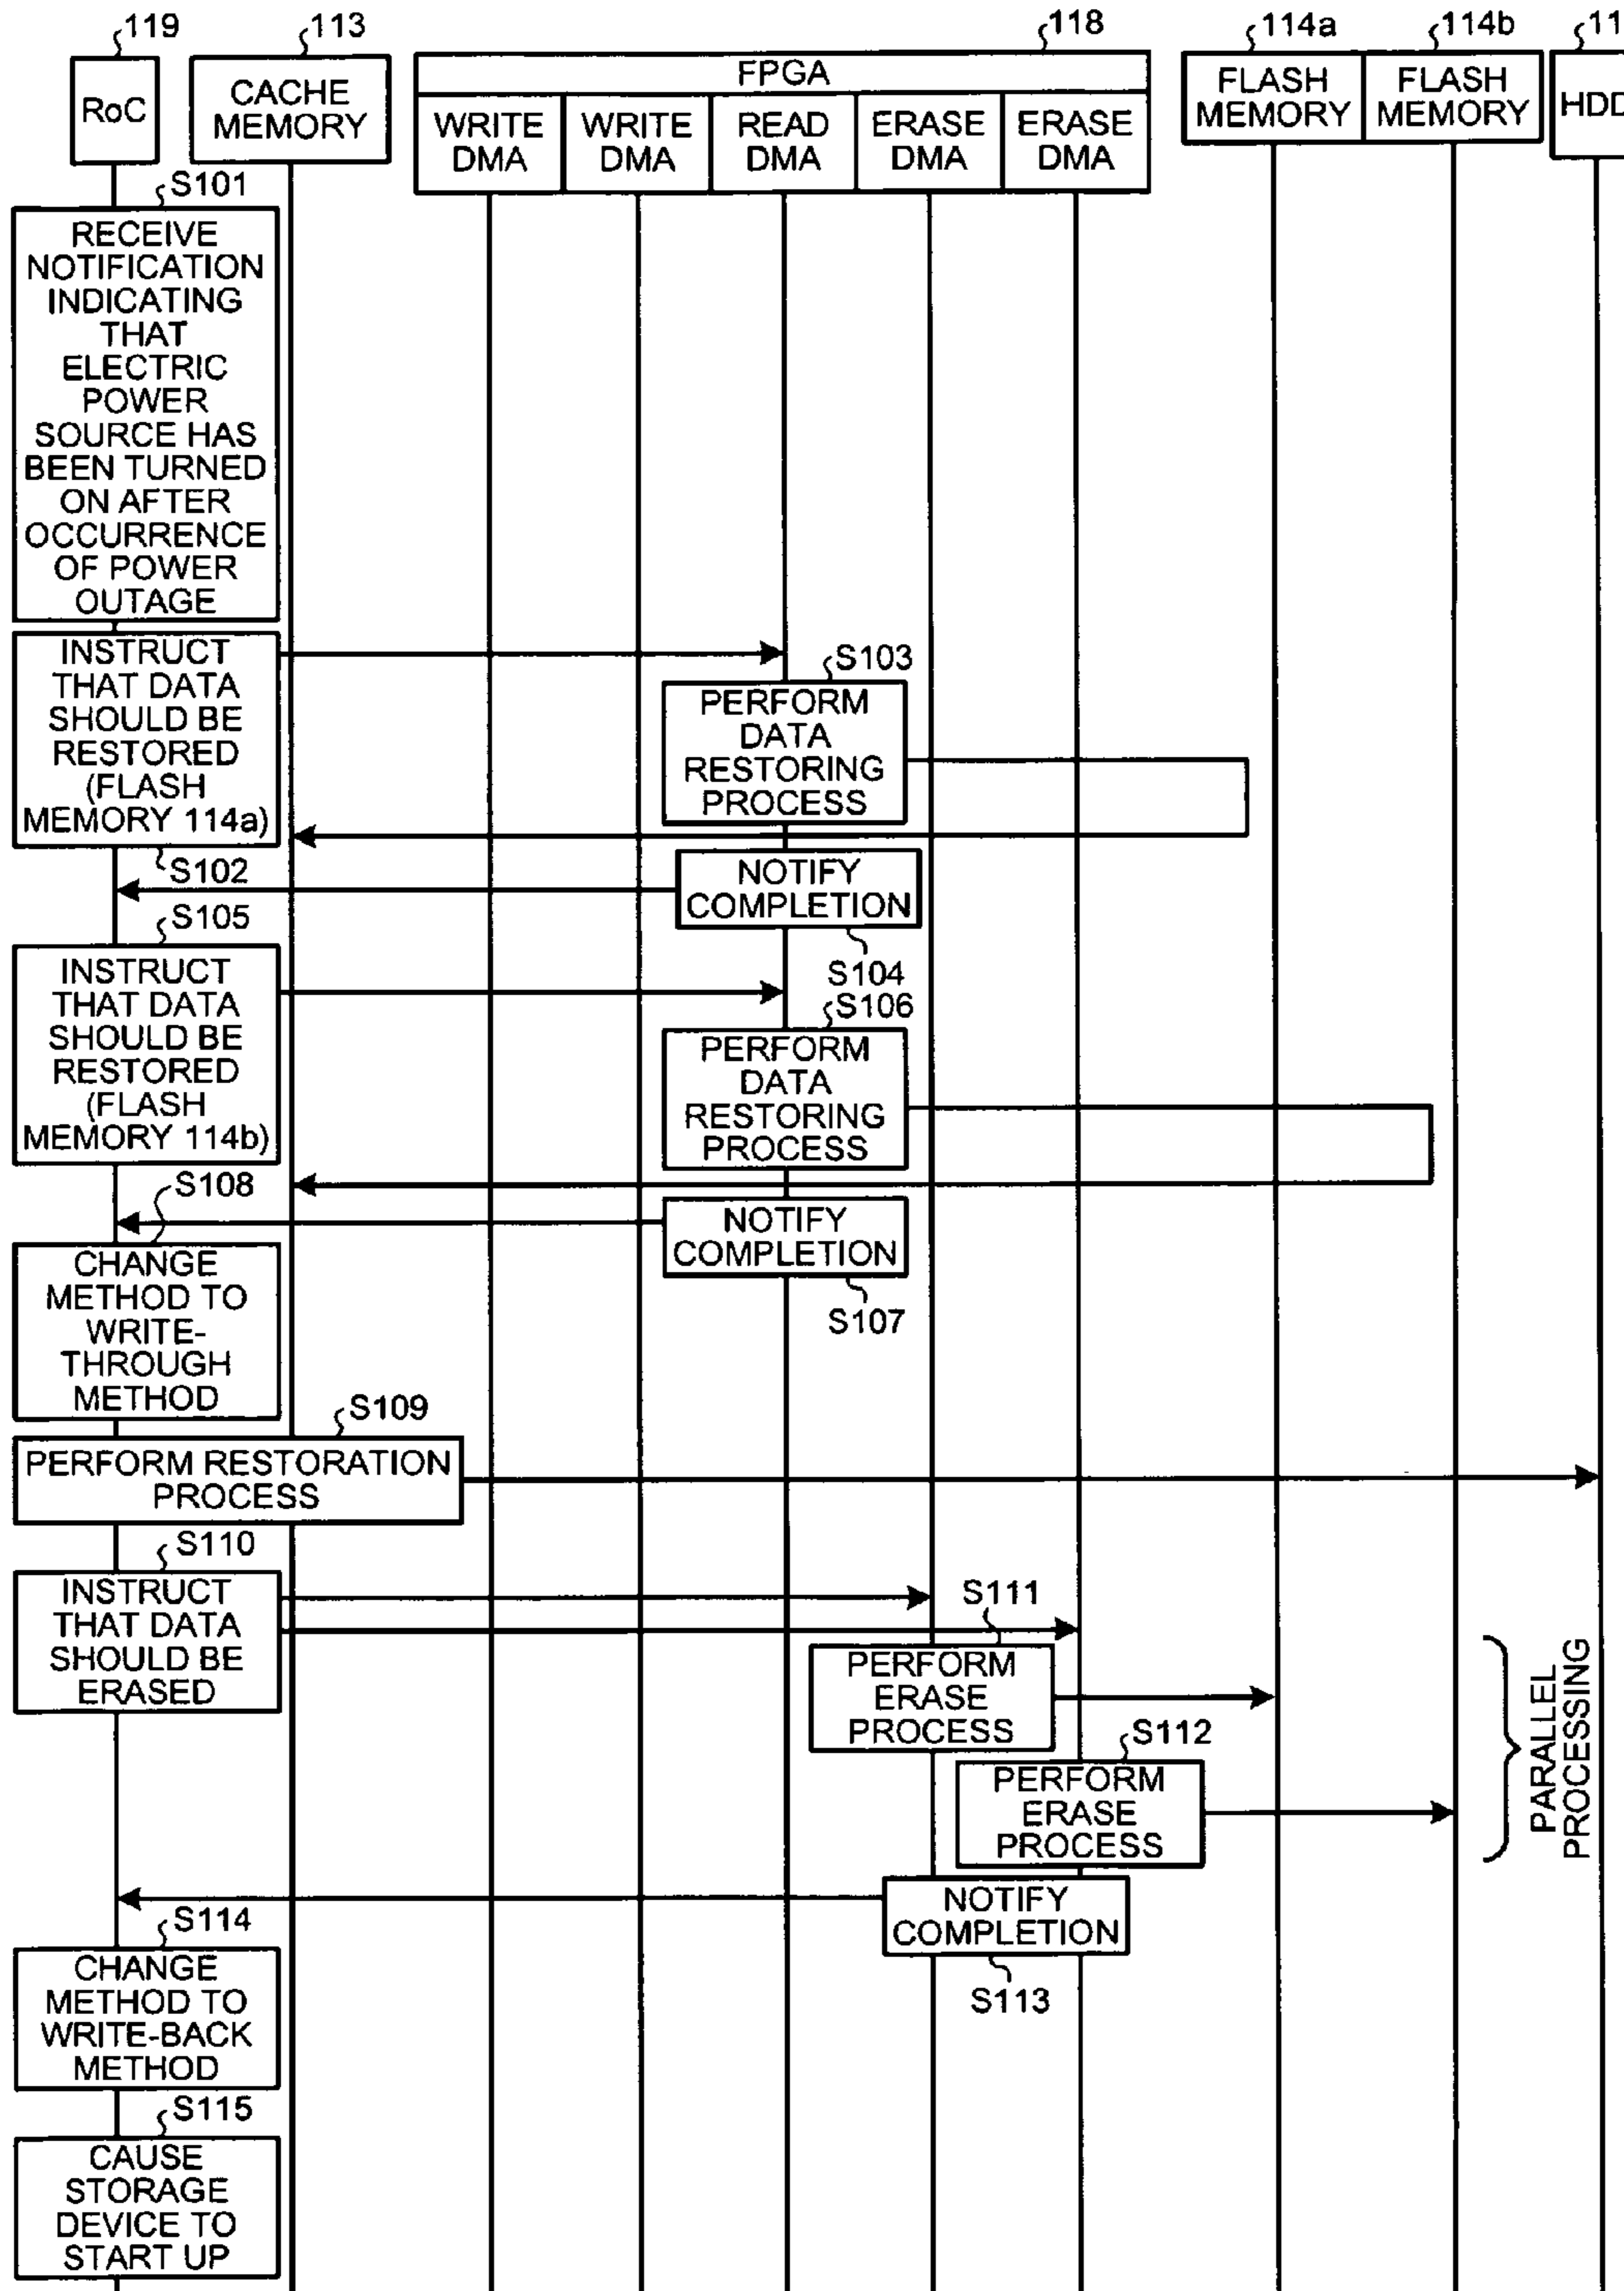 119
113
118
114a
114b
11
RoC
CACHE
MEMORY
FPGA
WRITE
DMA
WRITE
DMA
READ
DMA
ERASE
DMA
ERASE
DMA
FLASH
MEMORY
FLASH
MEMORY
HDD
S101
RECEIVE
NOTIFICATION
INDICATING
THAT
ELECTRIC
POWER
SOURCE HAS
BEEN TURNED
ON AFTER
OCCURRENCE
OF POWER
OUTAGE
INSTRUCT
THAT DATA
SHOULD BE
RESTORED
(FLASH
MEMORY 114a)
S102
S103
PERFORM
DATA
RESTORING
PROCESS
NOTIFY
COMPLETION
S104
S105
INSTRUCT
THAT DATA
SHOULD BE
RESTORED
(FLASH
MEMORY 114b)
S106
PERFORM
DATA
RESTORING
PROCESS
NOTIFY
COMPLETION
S107
S108
CHANGE
METHOD TO
WRITE-
THROUGH
METHOD
S109
PERFORM RESTORATION
PROCESS
S110
INSTRUCT
THAT DATA
SHOULD BE
ERASED
S111
PERFORM
ERASE
PROCESS
S112
PERFORM
ERASE
PROCESS
PARALLEL
PROCESSING
NOTIFY
COMPLETION
S113
S114
CHANGE
METHOD TO
WRITE-BACK
METHOD
S115
CAUSE
STORAGE
DEVICE TO
START UP